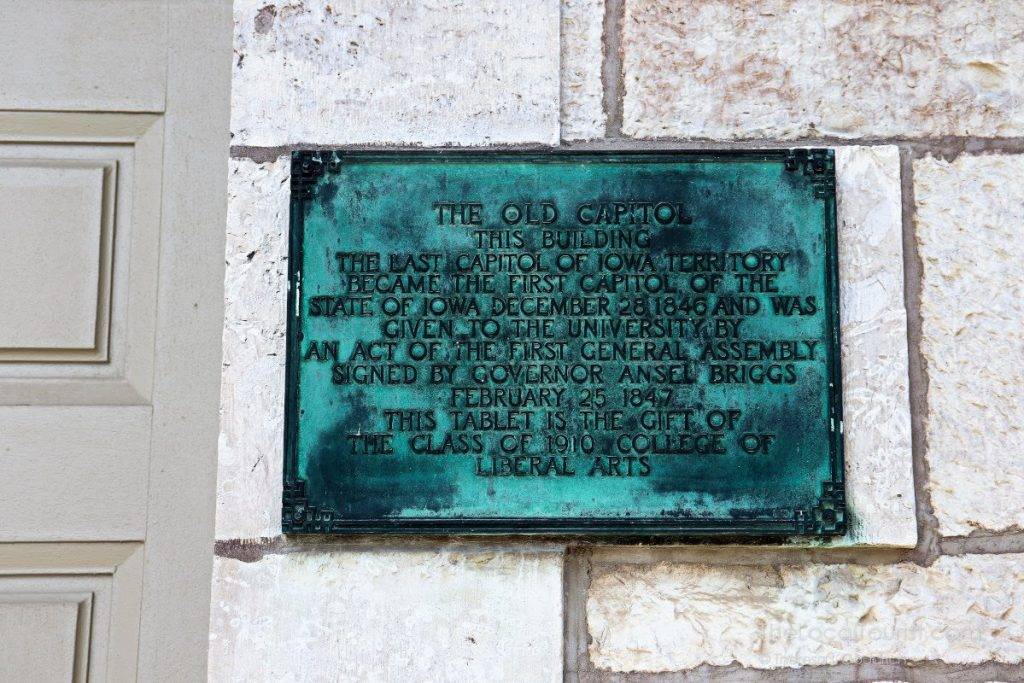 THE OLD CAPITOL
THIS BUILDING
THE LAST CAPITOL OF IOWA TERRITORY
BECAME THE FIRST CAPITOL OF THE
STATE OF IOWA DECEMBER 28 1846 AND WAS
GIVEN TO THE UNIVERSITY BY
AN ACT OF THE FIRST GENERAL ASSEMBLY
SIGNED BY GOVERNOR ANSEL BRIGGS
FEBRUARY 25 1847
THIS TABLET IS THE GIFT OF
THE CLASS OF 1910 COLLEGE OF
LIBERAL ARTS